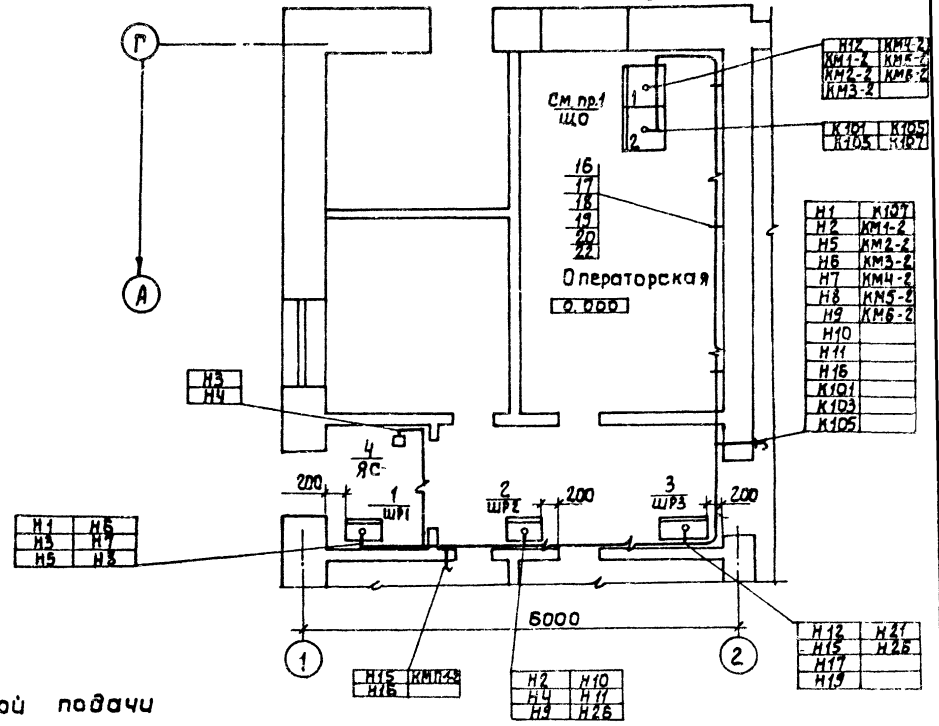 Г
Н12 КМ4-2
КМ1-2 КМ5-2
КМ2-2 КМ6-2
КМ3-2
См. пр.1
ЩО
1
2
К101 К105
К103 К107
16
17
18
19
20
22
А
Операторская
0.000
Н1 К107
Н2 КМ1-2
Н5 КМ2-2
Н6 КМ3-2
Н7 КМ4-2
Н8 КМ5-2
Н9 КМ6-2
Н10
Н11
Н16
К101
К103
К105
Н3
Н4
4
ЯС
200
1
ШР1
2
ШР2
200
3
ШР3
200
Н1 Н6
Н3 Н7
Н5 Н8
6000
1
2
Н15
Н16
Н2 Н10
Н4 Н11
Н9 Н26
Н12 Н21
Н15 Н26
Н17
Н19
ой подачи